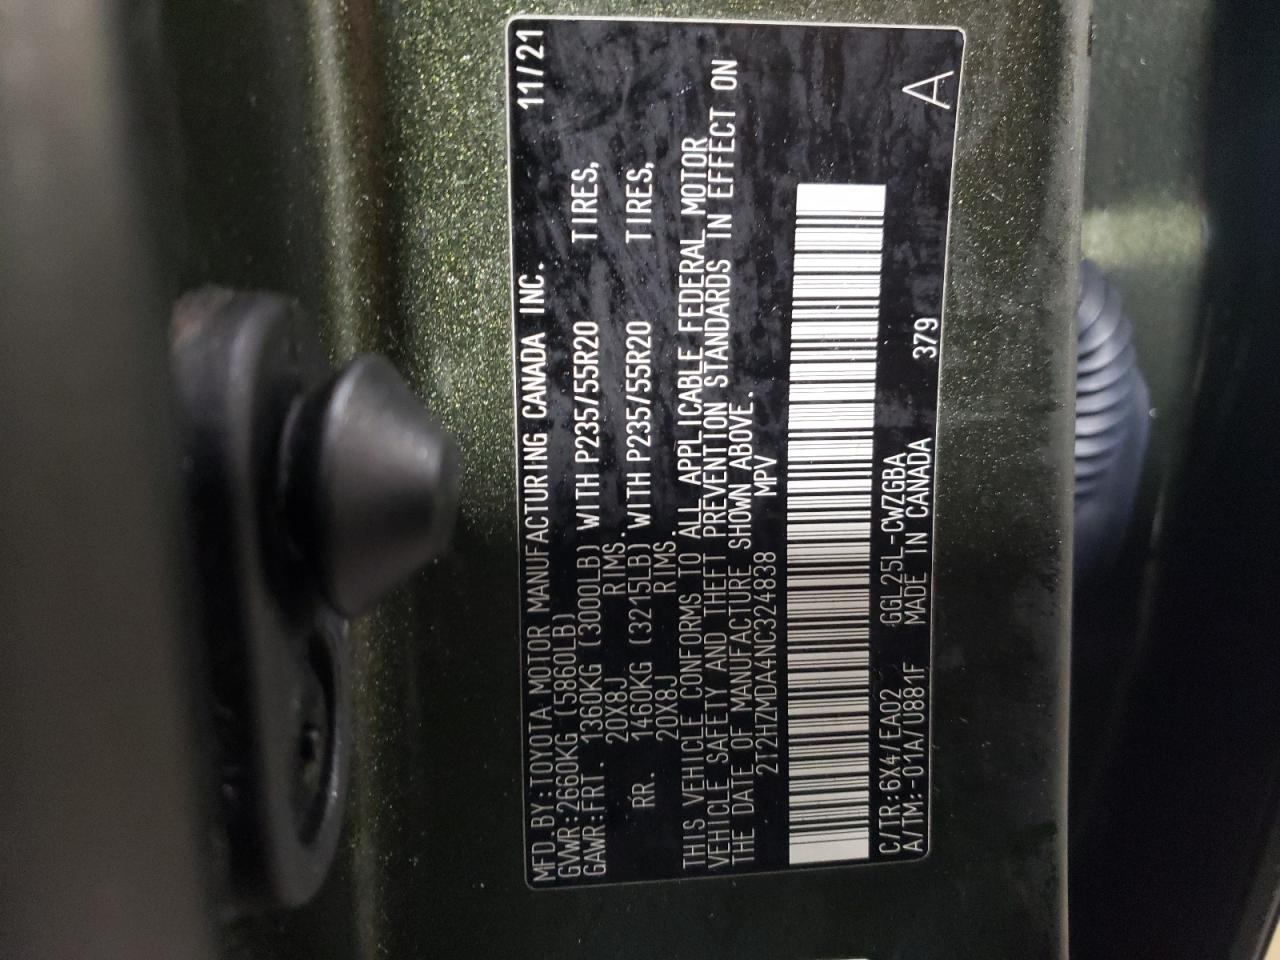 MFD.BY:TOYOTA MOTOR MANUFACTURING CANADA INC. 11/21
GVWR:2660KG (5860LB)
GAWR:FRT. 1360KG (3000LB) WITH P235/55R20 TIRES,
20X8J RIMS.
RR. 1460KG (3215LB) WITH P235/55R20 TIRES,
20X8J RIMS.
THIS VEHICLE CONFORMS TO ALL APPLICABLE FEDERAL MOTOR
VEHICLE SAFETY AND THEFT PREVENTION STANDARDS IN EFFECT ON
THE DATE OF MANUFACTURE SHOWN ABOVE.
2T2HZMDA4NC324838 MPV
C/TR:6X4/EA02 GGL25L-CWZGBA A
A/TM:-01A/U881F MADE IN CANADA 379